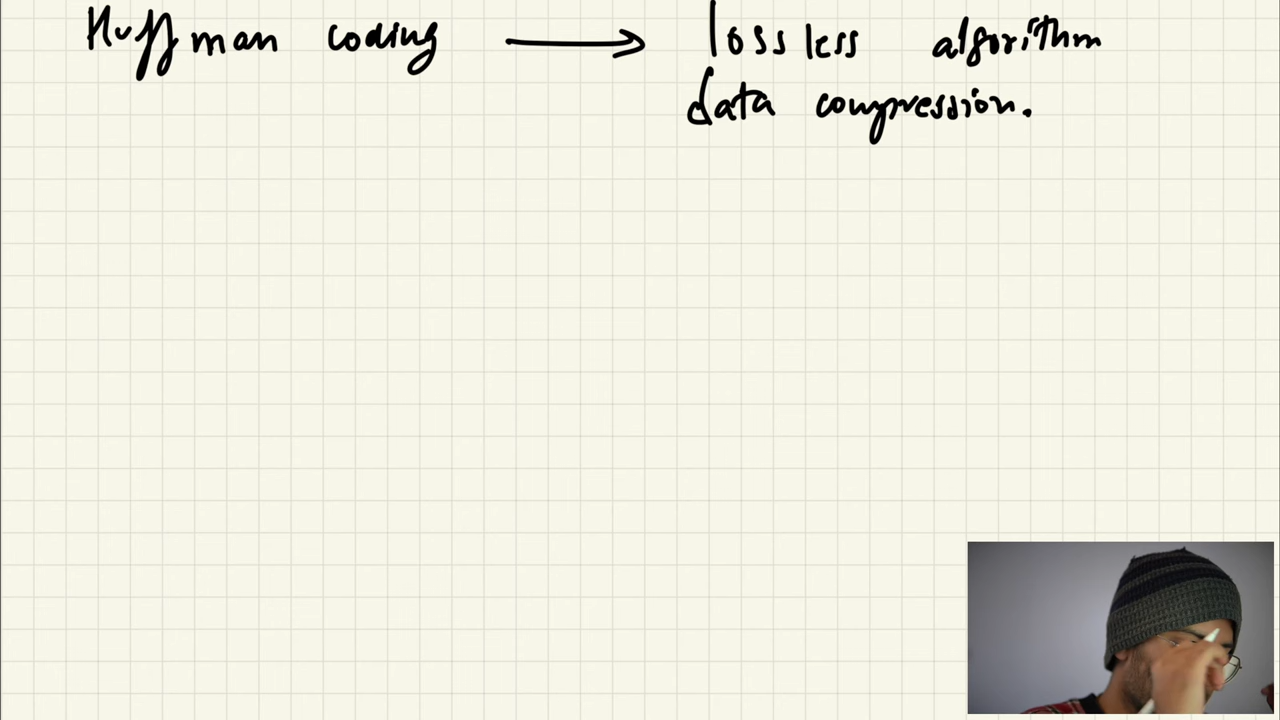 Huffman coding → lossless algorithm
data compression.